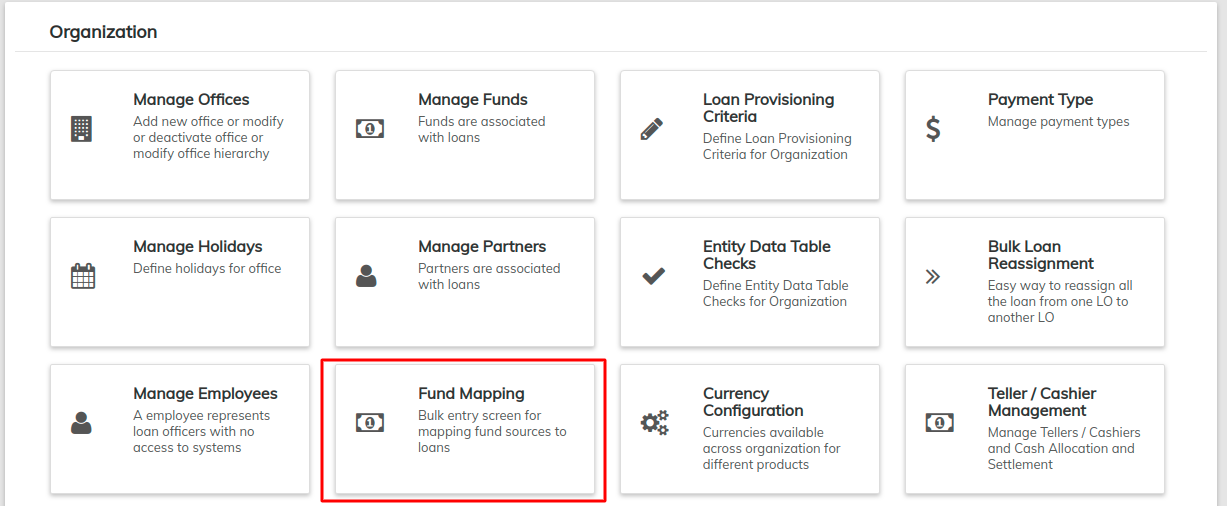 Organization
Manage Offices
Add new office or modify
or deactivate office or
modify office hierarchy
Manage Funds
Funds are associated
with loans
Loan Provisioning
Criteria
Define Loan Provisioning
Criteria for Organization
Payment Type
Manage payment types
Manage Holidays
Define holidays for office
Manage Partners
Partners are associated
with loans
Entity Data Table
Checks
Define Entity Data Table
Checks for Organization
Bulk Loan
Reassignment
Easy way to reassign all
the loan from one LO to
another LO
Manage Employees
A employee represents
loan officers with no
access to systems
Fund Mapping
Bulk entry screen for
mapping fund sources to
loans
Currency
Configuration
Currencies available
across organization for
different products
Teller / Cashier
Management
Manage Tellers / Cashiers
and Cash Allocation and
Settlement